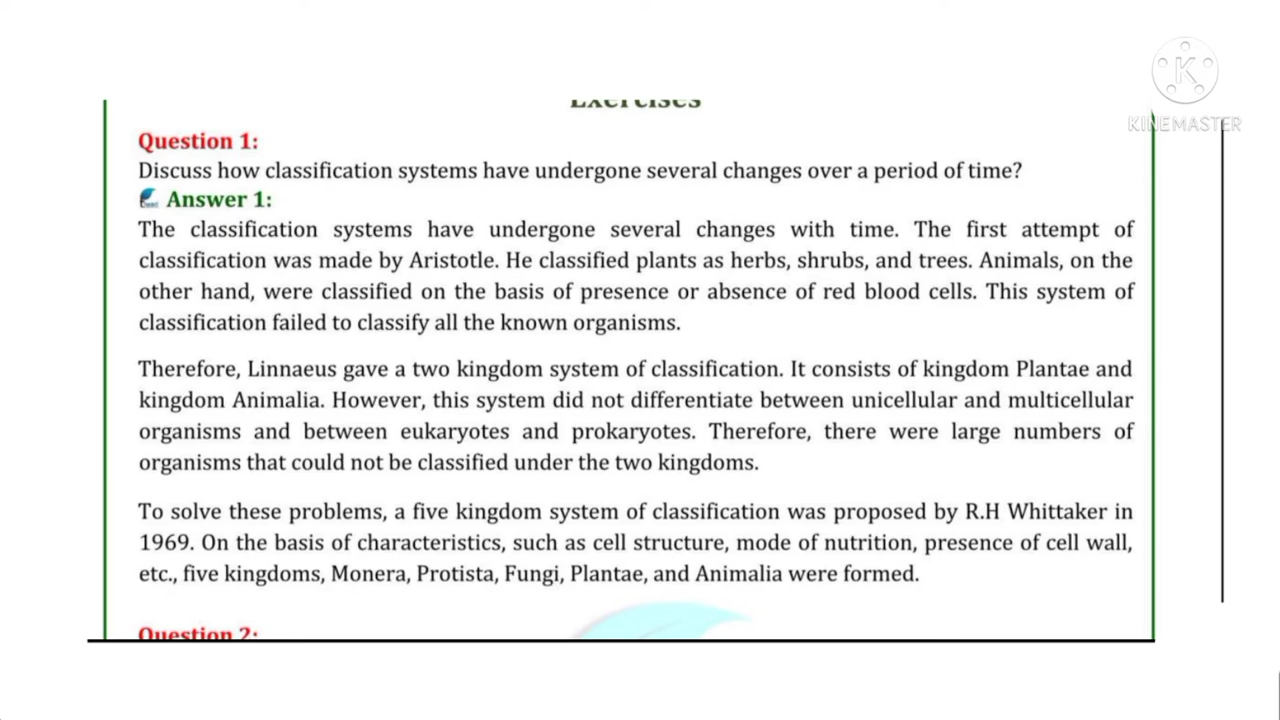 KINEMASTER
Exercises
Question 1:
Discuss how classification systems have undergone several changes over a period of time?
Answer 1:
The classification systems have undergone several changes with time. The first attempt of
classification was made by Aristotle. He classified plants as herbs, shrubs, and trees. Animals, on the
other hand, were classified on the basis of presence or absence of red blood cells. This system of
classification failed to classify all the known organisms.
Therefore, Linnaeus gave a two kingdom system of classification. It consists of kingdom Plantae and
kingdom Animalia. However, this system did not differentiate between unicellular and multicellular
organisms and between eukaryotes and prokaryotes. Therefore, there were large numbers of
organisms that could not be classified under the two kingdoms.
To solve these problems, a five kingdom system of classification was proposed by R.H Whittaker in
1969. On the basis of characteristics, such as cell structure, mode of nutrition, presence of cell wall,
etc., five kingdoms, Monera, Protista, Fungi, Plantae, and Animalia were formed.
Question 2: